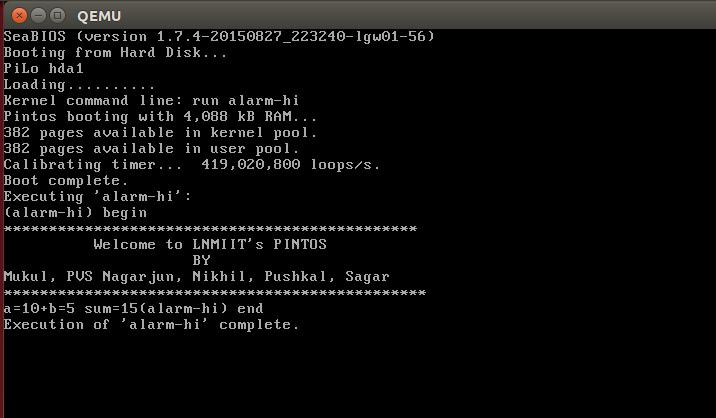 QEMU
SeaBIOS (version 1.7.4-20150827_223240-lgw01-56)
Booting from Hard Disk...
PiLo hda1
Loading..........
Kernel command line: run alarm-hi
Pintos booting with 4,088 kB RAM...
382 pages available in kernel pool.
382 pages available in user pool.
Calibrating timer...  419,020,800 loops/s.
Boot complete.
Executing 'alarm-hi':
(alarm-hi) begin
**********************************************
          Welcome to LNMIIT's PINTOS
                     BY
Mukul, PVS Nagarjun, Nikhil, Pushkal, Sagar
***********************************************
a=10+b=5 sum=15(alarm-hi) end
Execution of 'alarm-hi' complete.